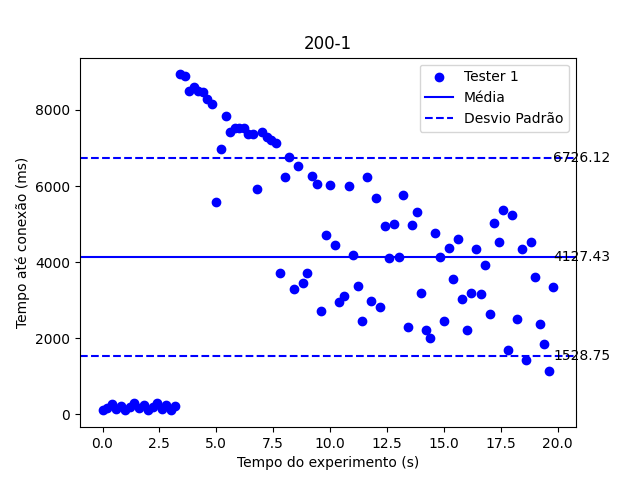 200-1
Tester 1
Média
Desvio Padrão
Tempo até conexão (ms)
8000
6000
4000
2000
0
6726.12
4127.43
1528.75
0.0 2.5 5.0 7.5 10.0 12.5 15.0 17.5 20.0
Tempo do experimento (s)